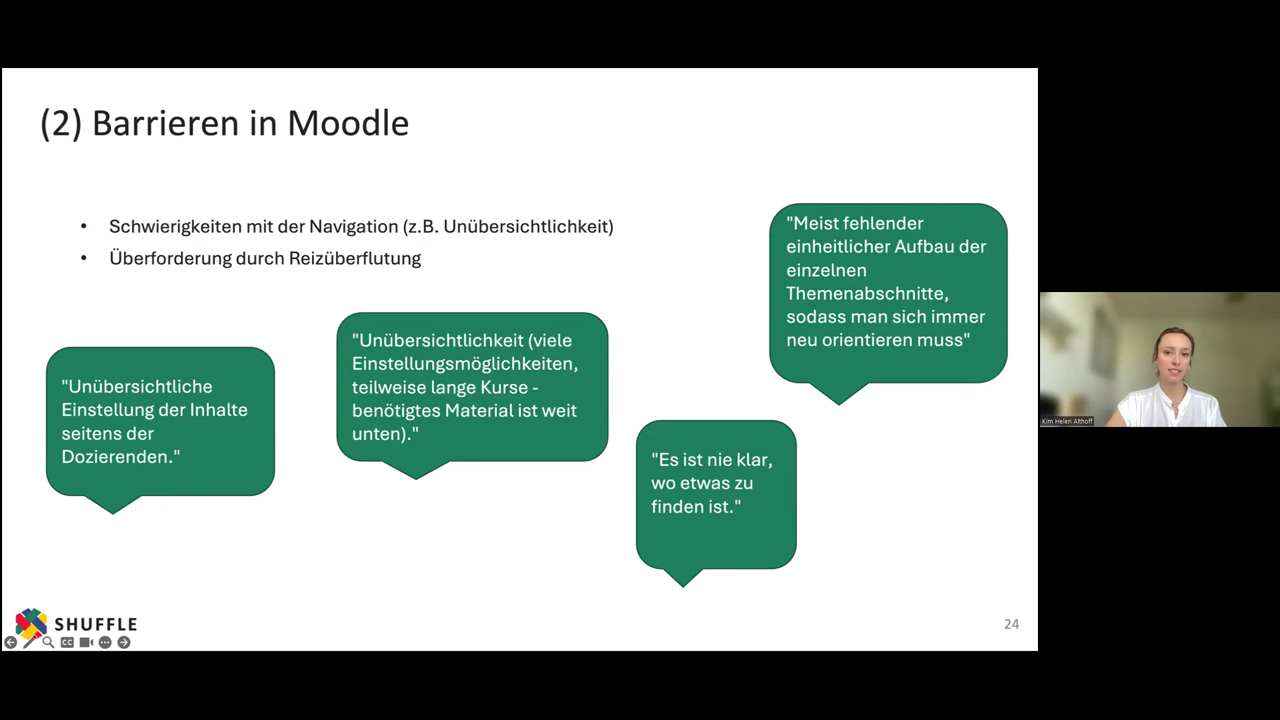 (2) Barrieren in Moodle
• Schwierigkeiten mit der Navigation (z.B. Unübersichtlichkeit)
• Überforderung durch Reizüberflutung
"Meist fehlender
einheitlicher Aufbau der
einzelnen
Themenabschnitte,
sodass man sich immer
neu orientieren muss"
"Unübersichtlichkeit (viele
Einstellungsmöglichkeiten,
teilweise lange Kurse -
benötigtes Material ist weit
unten)."
"Unübersichtliche
Einstellung der Inhalte
seitens der
Dozierenden."
"Es ist nie klar,
wo etwas zu
finden ist."
Kim Helen Althoff
SHUFFLE
24
CC